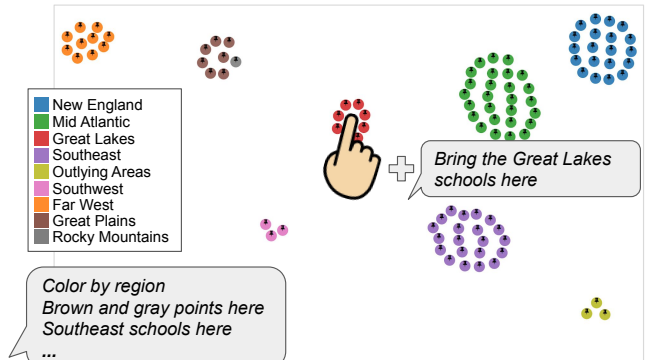 New England
Mid Atlantic
Great Lakes
Southeast
Outlying Areas
Southwest
Far West
Great Plains
Rocky Mountains
Bring the Great Lakes
schools here
Color by region
Brown and gray points here
Southeast schools here
...